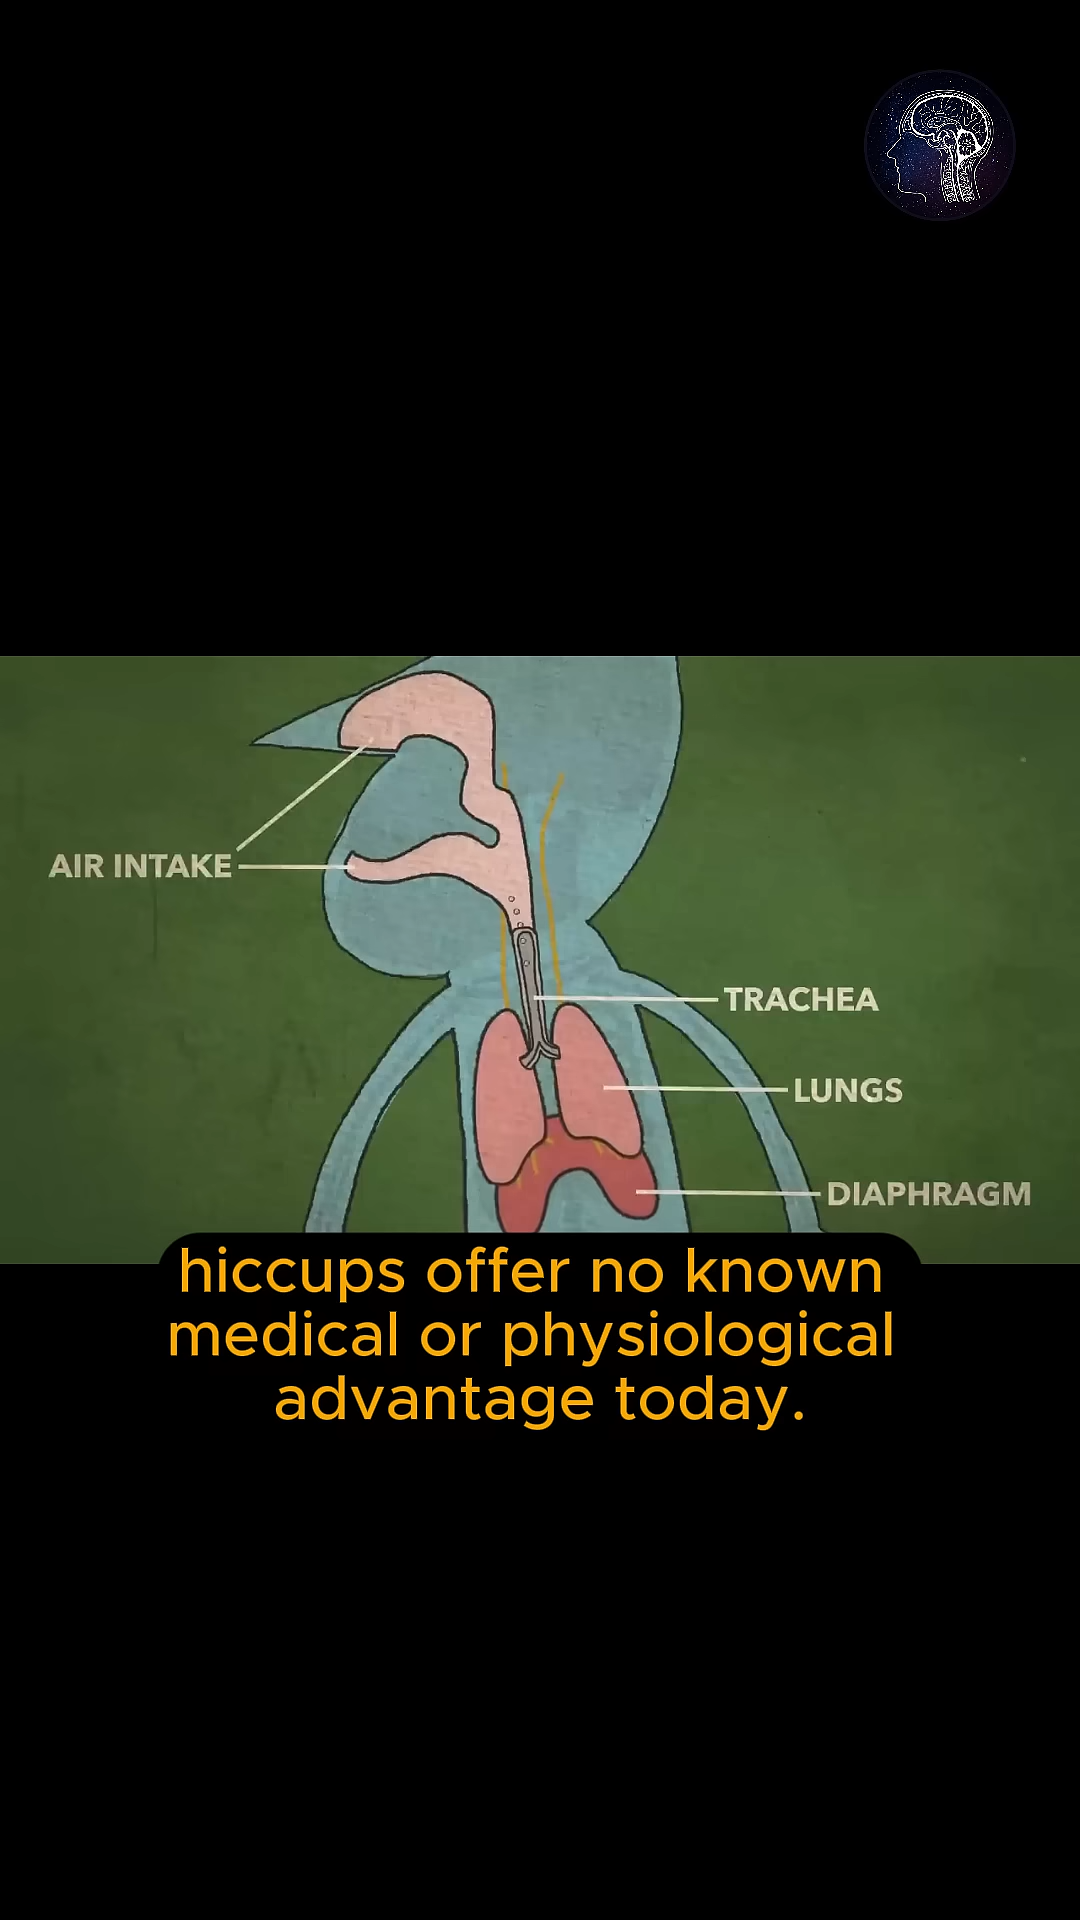 AIR INTAKE
TRACHEA
LUNGS
DIAPHRAGM
hiccups offer no known
medical or physiological
advantage today.